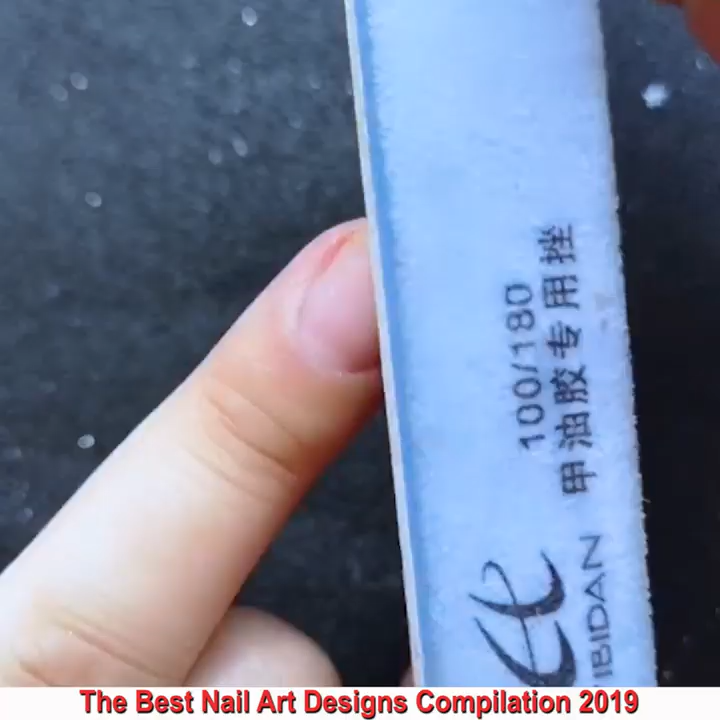 100/180
甲油胶专用挫
IBIDAN
The Best Nail Art Designs Compilation 2019